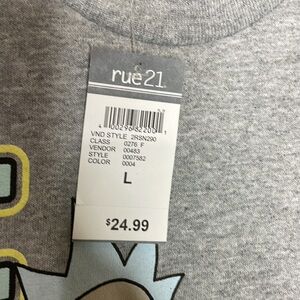 rue21
VND STYLE 2RSN290
CLASS 0276 F
VENDOR 00483
STYLE 0007582
COLOR 0004
L
$24.99